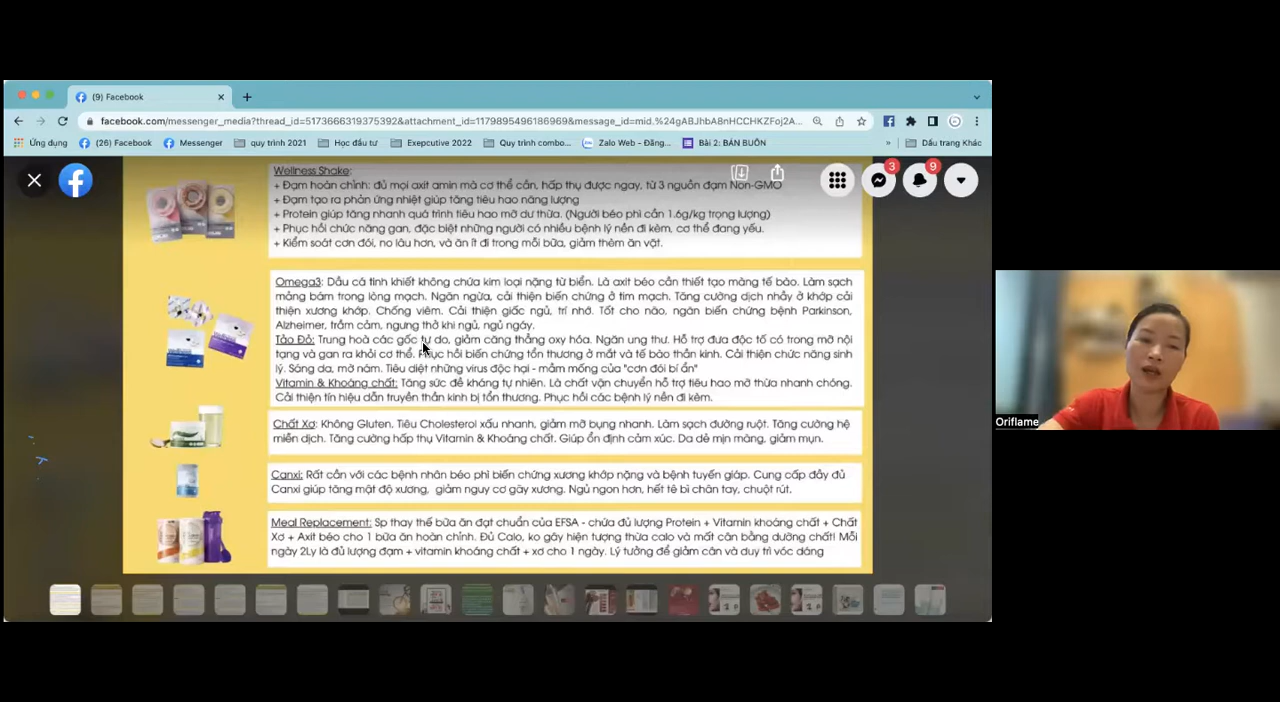 (9) Facebook
facebook.com/messenger_media?thread_id=5173666319375392&attachment_id=1179895496186969&message_id=mid.%24gABJhbA8nHCCHKZFoj2A...
Ứng dụng (26) Facebook Messenger quy trình 2021 Học đầu tư Exepcutive 2022 Quy trình combo... Zalo Web - Đăng... Bài 2: BÁN BUÔN » Dấu trang Khác
3 9
Wellness Shake:
+ Đạm hoàn chỉnh: đủ mọi axit amin mà cơ thể cần, hấp thụ được ngay, từ 3 nguồn đạm Non-GMO
+ Đạm tạo ra phản ứng nhiệt giúp tăng tiêu hao năng lượng
+ Protein giúp tăng nhanh quá trình tiêu hao mỡ dư thừa. (Người béo phì cần 1.6g/kg trọng lượng)
+ Phục hồi chức năng gan, đặc biệt những người có nhiều bệnh lý nền đi kèm, cơ thể đang yếu.
+ Kiểm soát cơn đói, no lâu hơn, và ăn ít đi trong mỗi bữa, giảm thèm ăn vặt.
Omega3: Dầu cá tinh khiết không chứa kim loại nặng từ biển. Là axit béo cần thiết tạo màng tế bào. Làm sạch
mảng bám trong lòng mạch. Ngăn ngừa, cải thiện biến chứng ở tim mạch. Tăng cường dịch nhầy ở khớp cải
thiện xương khớp. Chống viêm. Cải thiện giấc ngủ, trí nhớ. Tốt cho não, ngăn biến chứng bệnh Parkinson,
Alzheimer, trầm cảm, ngưng thở khi ngủ, ngủ ngáy.
Tảo Đỏ: Trung hoà các gốc tự do, giảm căng thẳng oxy hóa. Ngăn ung thư. Hỗ trợ đưa độc tố có trong mỡ nội
tạng và gan ra khỏi cơ thể. Phục hồi biến chứng tổn thương ở mắt và tế bào thần kinh. Cải thiện chức năng sinh
lý. Sáng da, mờ nám. Tiêu diệt những virus độc hại - mầm mống của "cơn đói bí ẩn"
Vitamin & Khoáng chất: Tăng sức đề kháng tự nhiên. Là chất vận chuyển hỗ trợ tiêu hao mỡ thừa nhanh chóng.
Cải thiện tín hiệu dẫn truyền thần kinh bị tổn thương. Phục hồi các bệnh lý nền đi kèm.
Chất Xơ: Không Gluten. Tiêu Cholesterol xấu nhanh, giảm mỡ bụng nhanh. Làm sạch đường ruột. Tăng cường hệ
miễn dịch. Tăng cường hấp thụ Vitamin & Khoáng chất. Giúp ổn định cảm xúc. Da dẻ mịn màng, giảm mụn.
Canxi: Rất cần với các bệnh nhân béo phì biến chứng xương khớp nặng và bệnh tuyến giáp. Cung cấp đầy đủ
Canxi giúp tăng mật độ xương, giảm nguy cơ gãy xương. Ngủ ngon hơn, hết tê bì chân tay, chuột rút.
Meal Replacement: Sp thay thế bữa ăn đạt chuẩn của EFSA - chứa đủ lượng Protein + Vitamin khoáng chất + Chất
Xơ + Axit béo cho 1 bữa ăn hoàn chỉnh. Đủ Calo, ko gây hiện tượng thừa calo và mất cân bằng dưỡng chất! Mỗi
ngày 2Ly là đủ lượng đạm + vitamin khoáng chất + xơ cho 1 ngày. Lý tưởng để giảm cân và duy trì vóc dáng
Oriflame